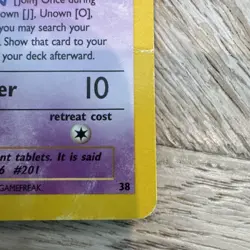 [Join] Once during
own [J], Unown [O],
you may search your
. Show that card to your
your deck afterward.
er 10
retreat cost
nt tablets. It is said
6 #201
GAMEFREAK. 38